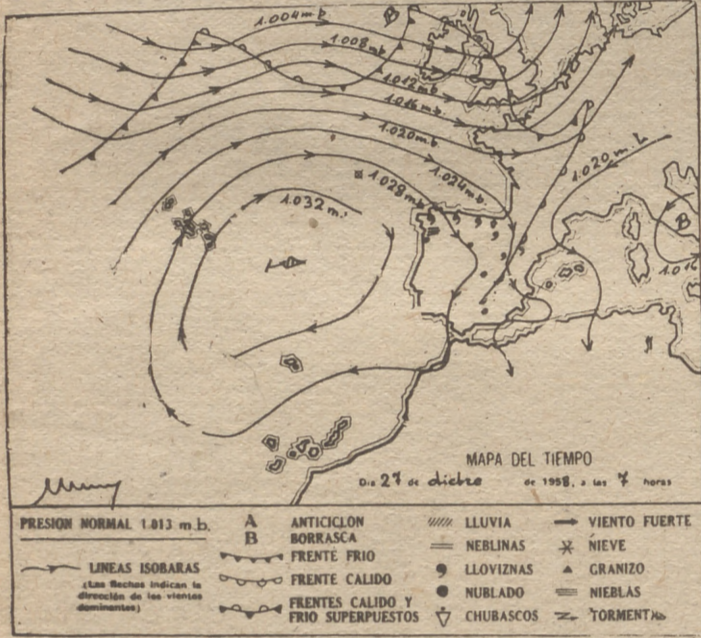 B
1.004 mb
1.008 mb.
1.012 mb.
1.016 mb.
1.020 mb
1.020 m.b
1.024 mb.
1.028 mb
1.032 m.
B
1.016
MAPA DEL TIEMPO
Dia 27 de dicbre de 1958, a las 7 horas
PRESION NORMAL 1.013 m.b.
LINEAS ISOBARAS
(Las flechas indican la
dirección de los vientos
dominantes)
A ANTICICLON
B BORRASCA
FRENTE FRIO
FRENTE CALIDO
FRENTES CALIDO Y
FRIO SUPERPUESTOS
LLUVIA
NEBLINAS
LLOVIZNAS
NUBLADO
CHUBASCOS
VIENTO FUERTE
NIEVE
GRANIZO
NIEBLAS
TORMENTAS